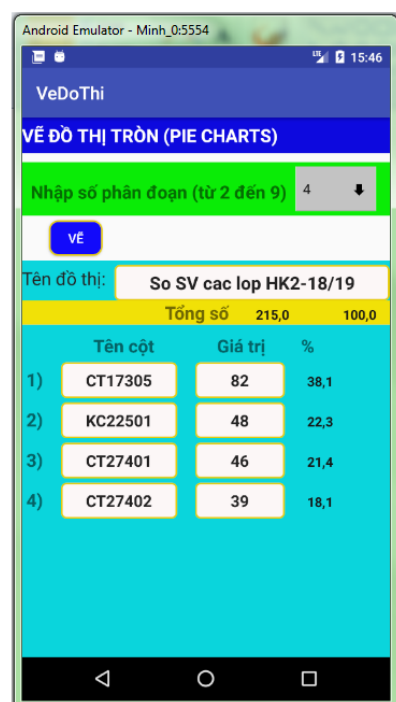 Android Emulator - Minh_0:5554
LTE 15:46
VeDoThi
VẼ ĐỒ THỊ TRÒN (PIE CHARTS)
Nhập số phân đoạn (từ 2 đến 9) 4
VẼ
Tên đồ thị: So SV cac lop HK2-18/19
Tổng số 215,0 100,0
Tên cột Giá trị %
1) CT17305 82 38,1
2) KC22501 48 22,3
3) CT27401 46 21,4
4) CT27402 39 18,1